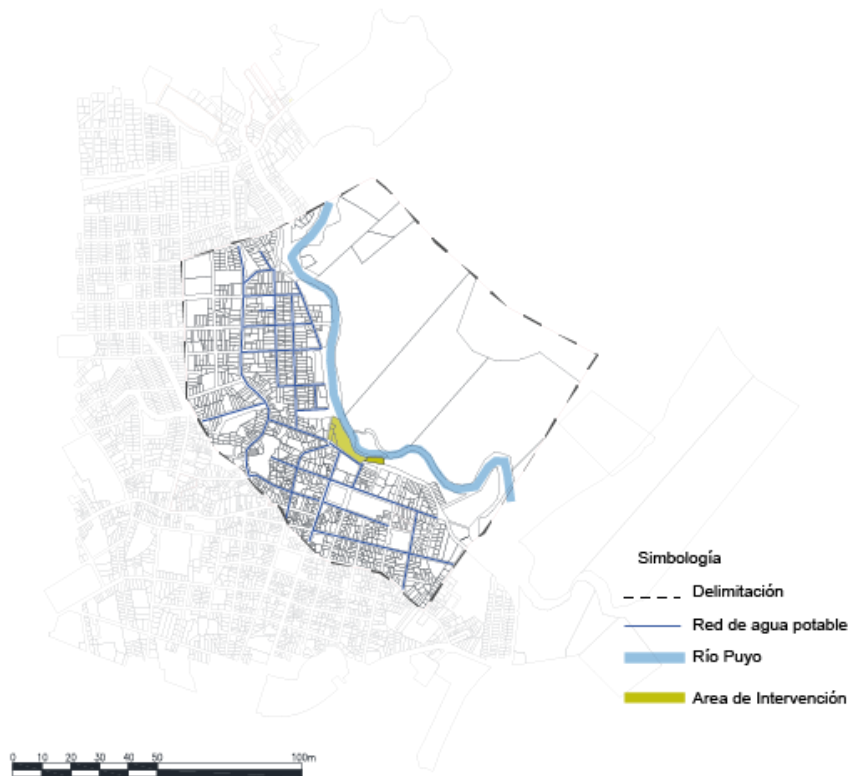 Simbología
Delimitación
Red de agua potable
Río Puyo
Area de Intervención
0 10 20 30 40 50 100m